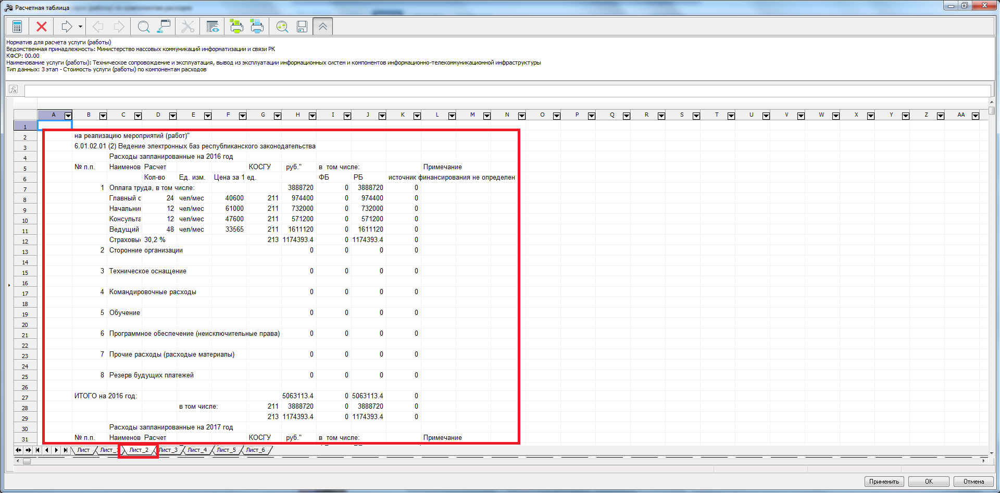 Расчетная таблица
Норматив для расчета услуги (работы)
Ведомственная принадлежность: Министерство массовых коммуникаций информатизации и связи РК
КФСР: 00.00
Наименование услуги (работы): Техническое сопровождение и эксплуатация, вывод из эксплуатации информационных систем и компонентов информационно-телекоммуникационной инфраструктуры
Тип данных: 3 этап - Стоимость услуги (работы) по компонентам расходов
A B C D E F G H I J K L M N O P Q R S T U V W X Y Z AA
1
2 на реализацию мероприятий (работ)"
3 6.01.02.01 (2) Ведение электронных баз республиканского законодательства
4 Расходы запланированные на 2016 год
5 № п.п. Наименов Расчет КОСГУ руб." в том числе: Примечание
6 Кол-во Ед. изм. Цена за 1 ед. ФБ РБ источник финансирования не определен
7 1 Оплата труда, в том числе: 3888720 0 3888720 0
8 Главный с 24 чел/мес 40600 211 974400 0 974400 0
9 Начальни 12 чел/мес 61000 211 732000 0 732000 0
10 Консульта 12 чел/мес 47600 211 571200 0 571200 0
11 Ведущий 48 чел/мес 33565 211 1611120 0 1611120 0
12 Страховы 30,2 % 213 1174393.4 0 1174393.4 0
13 2 Сторонние организации 0 0 0 0
14
15 3 Техническое оснащение 0 0 0 0
16
17 4 Командировочные расходы 0 0 0 0
18
19 5 Обучение 0 0 0 0
20
21 6 Программное обеспечение (неисключительные права) 0 0 0 0
22
23 7 Прочие расходы (расходые материалы) 0 0 0 0
24
25 8 Резерв будущих платежей 0 0 0 0
26
27 ИТОГО на 2016 год: 5063113.4 0 5063113.4 0
28 в том числе: 211 3888720 0 3888720 0
29 213 1174393.4 0 1174393.4 0
30 Расходы запланированные на 2017 год
31 № п.п. Наименов Расчет КОСГУ руб." в том числе: Примечание
Лист Лист_ Лист_2 Лист_3 Лист_4 Лист_5 Лист_6
Применить OK Отмена